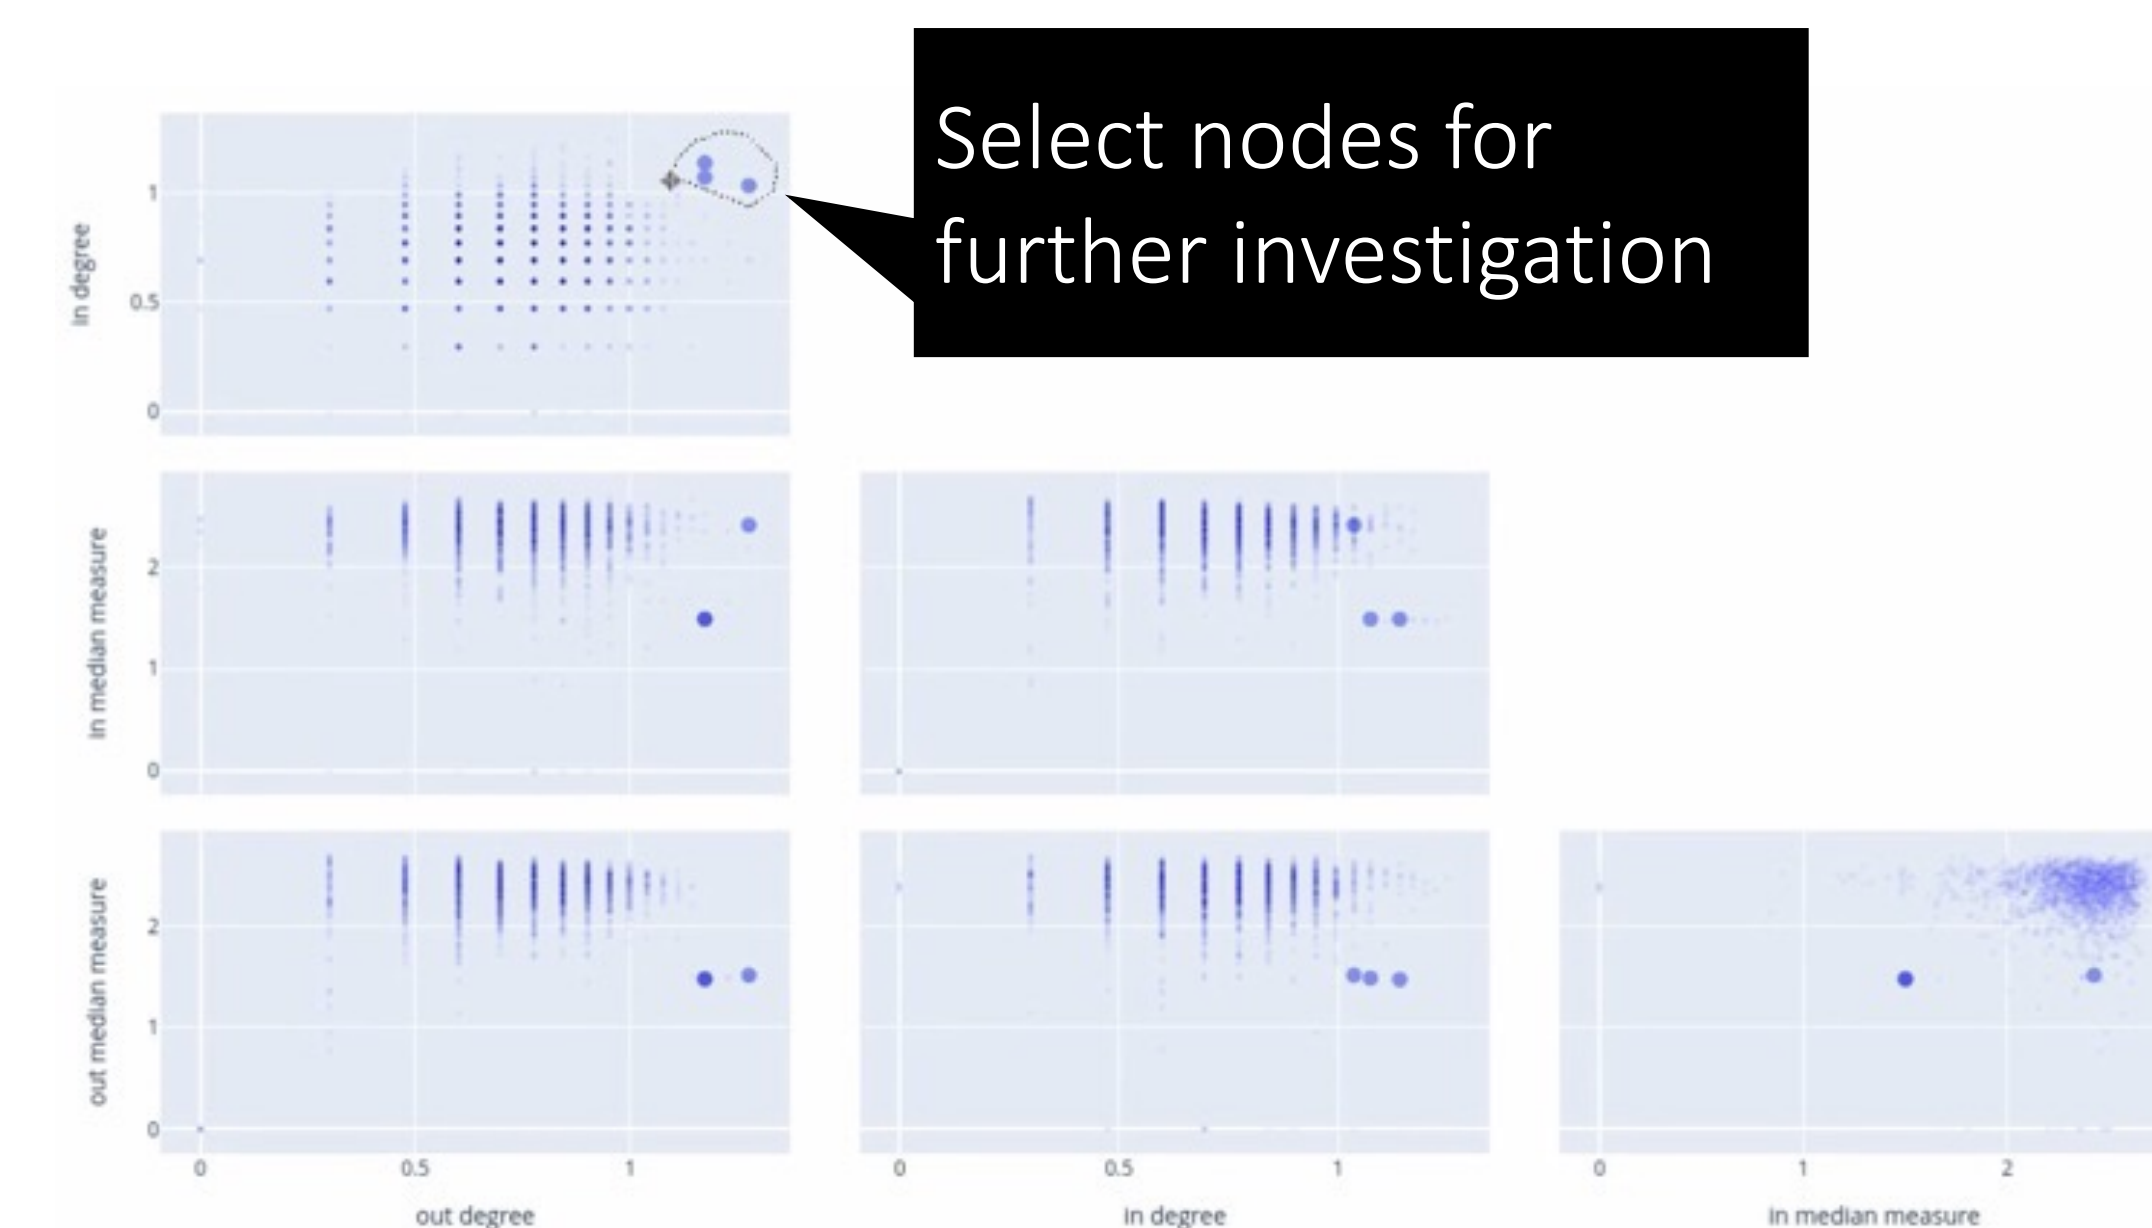 Select nodes for
further investigation
in degree
1
0.5
0
in median measure
2
1
0
out median measure
2
1
0
0 0.5 1
0 0.5 1
0 1 2
out degree
in degree
in median measure